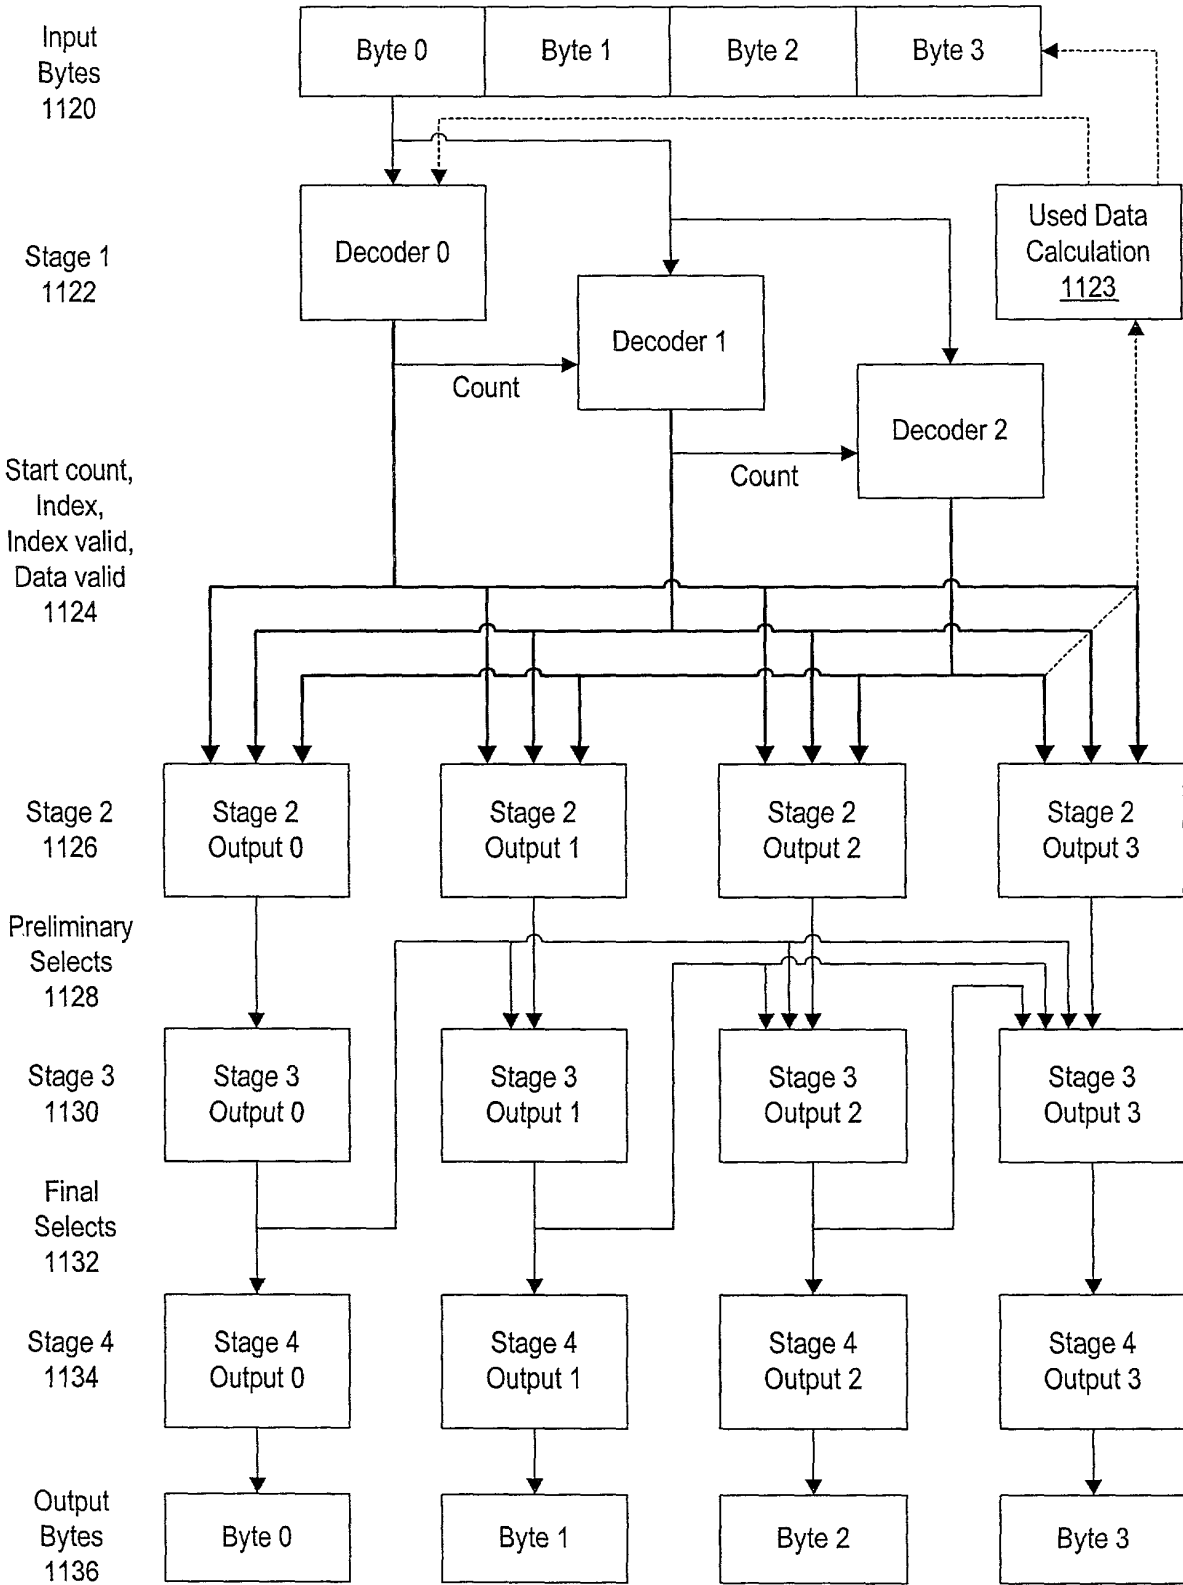 Input
Bytes
1120
Byte 0
Byte 1
Byte 2
Byte 3
Stage 1
1122
Decoder 0
Decoder 1
Decoder 2
Used Data
Calculation
1123
Count
Count
Start count,
Index,
Index valid,
Data valid
1124
Stage 2
1126
Stage 2
Output 0
Stage 2
Output 1
Stage 2
Output 2
Stage 2
Output 3
Preliminary
Selects
1128
Stage 3
1130
Stage 3
Output 0
Stage 3
Output 1
Stage 3
Output 2
Stage 3
Output 3
Final
Selects
1132
Stage 4
1134
Stage 4
Output 0
Stage 4
Output 1
Stage 4
Output 2
Stage 4
Output 3
Output
Bytes
1136
Byte 0
Byte 1
Byte 2
Byte 3